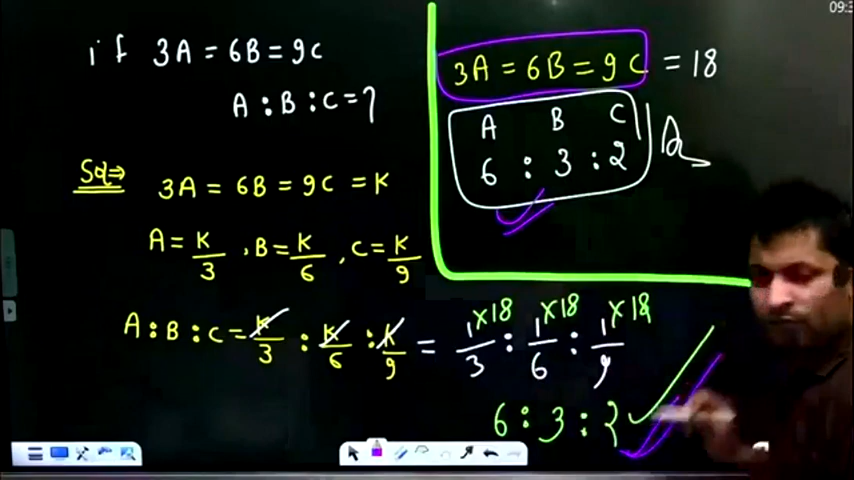 if 3A = 6B = 9C
A : B : C = ?
Sol⇒
3A = 6B = 9C = K
A = K/3 , B = K/6 , C = K/9
A : B : C = K/3 : K/6 : K/9 = 1×18/3 : 1×18/6 : 1×18/9
6 : 3 : 2
3A = 6B = 9C = 18
A B C
6 : 3 : 2
09:3